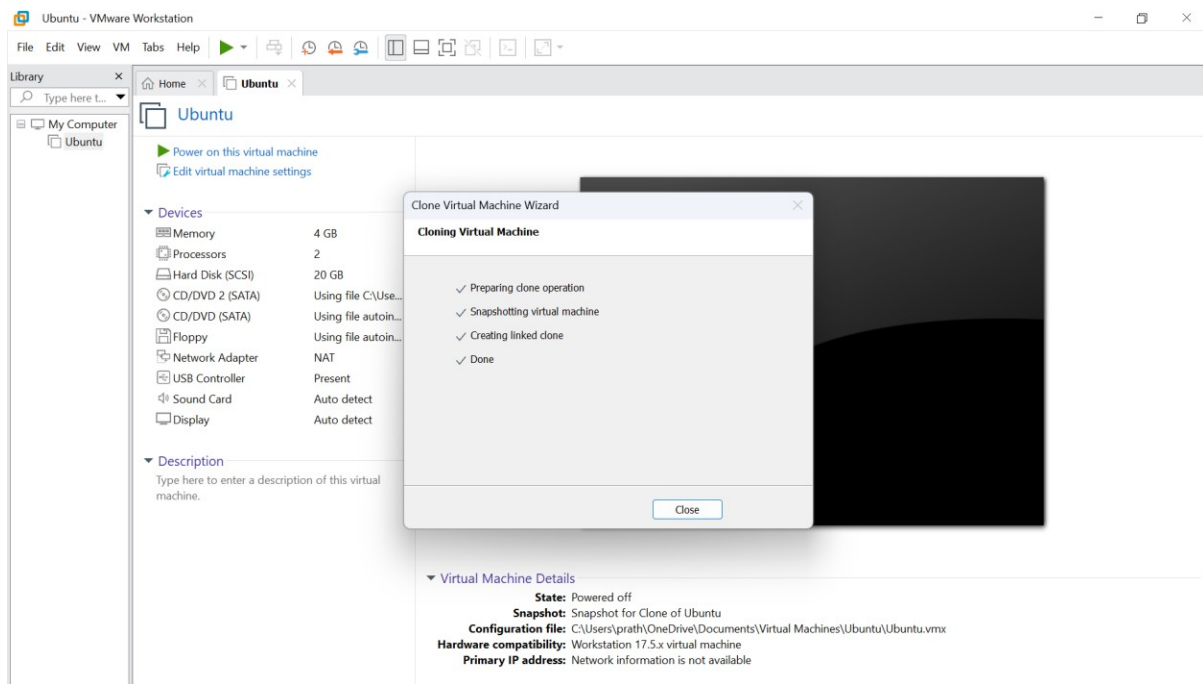 Ubuntu - VMware Workstation
File Edit View VM Tabs Help
Library
Type here t...
My Computer
Ubuntu
Home
Ubuntu
Ubuntu
Power on this virtual machine
Edit virtual machine settings
Devices
Memory 4 GB
Processors 2
Hard Disk (SCSI) 20 GB
CD/DVD 2 (SATA) Using file C:\Use...
CD/DVD (SATA) Using file autoin...
Floppy Using file autoin...
Network Adapter NAT
USB Controller Present
Sound Card Auto detect
Display Auto detect
Description
Type here to enter a description of this virtual
machine.
Clone Virtual Machine Wizard
Cloning Virtual Machine
Preparing clone operation
Snapshotting virtual machine
Creating linked clone
Done
Close
Virtual Machine Details
State: Powered off
Snapshot: Snapshot for Clone of Ubuntu
Configuration file: C:\Users\prath\OneDrive\Documents\Virtual Machines\Ubuntu\Ubuntu.vmx
Hardware compatibility: Workstation 17.5.x virtual machine
Primary IP address: Network information is not available